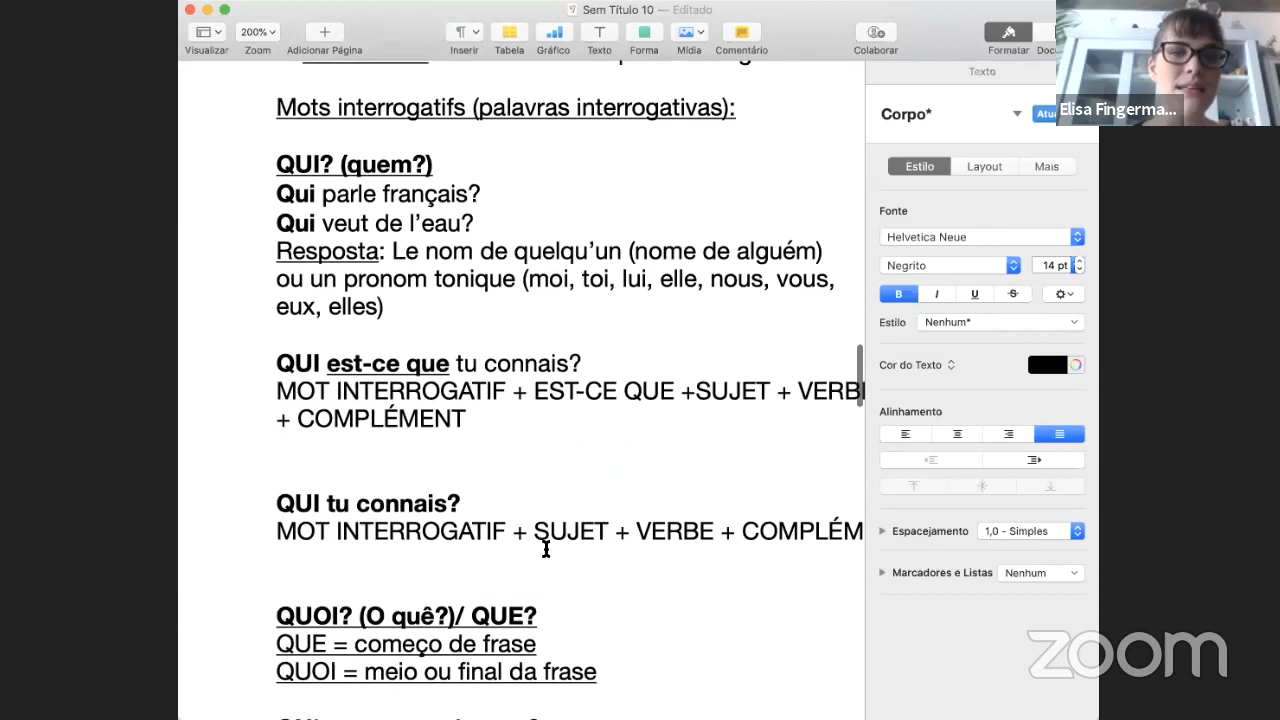 Sem Título 10 — Editado
200%
Visualizar Zoom Adicionar Página Inserir Tabela Gráfico Texto Forma Mídia Comentário Colaborar Formatar
Texto
Elisa Fingerma...
Mots interrogatifs (palavras interrogativas):
QUI? (quem?)
Qui parle français?
Qui veut de l’eau?
Resposta: Le nom de quelqu’un (nome de alguém)
ou un pronom tonique (moi, toi, lui, elle, nous, vous,
eux, elles)
QUI est-ce que tu connais?
MOT INTERROGATIF + EST-CE QUE +SUJET + VERBE
+ COMPLÉMENT
QUI tu connais?
MOT INTERROGATIF + SUJET + VERBE + COMPLÉM
QUOI? (O quê?)/ QUE?
QUE = começo de frase
QUOI = meio ou final da frase
Corpo*
Estilo Layout Mais
Fonte
Helvetica Neue
Negrito 14 pt
B I U S
Estilo Nenhum*
Cor do Texto
Alinhamento
Espacejamento 1,0 - Simples
Marcadores e Listas Nenhum
zoom